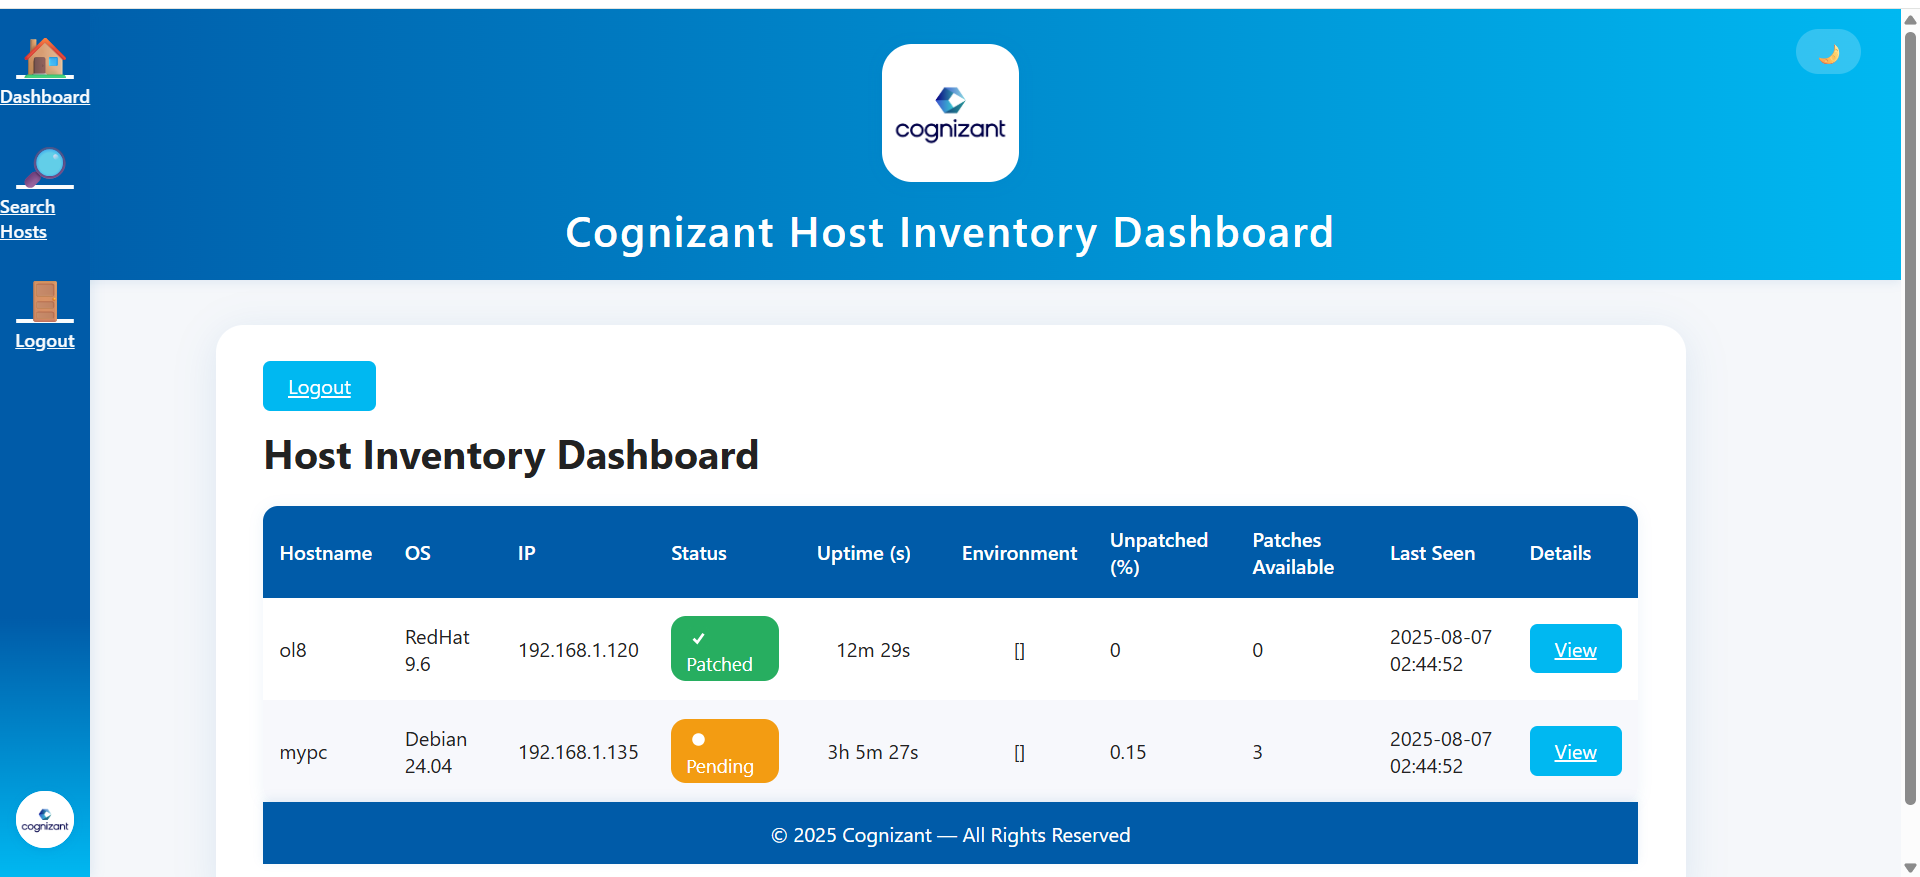 Dashboard
Search
Hosts
Logout
cognizant
cognizant
Cognizant Host Inventory Dashboard
Logout
Host Inventory Dashboard
Hostname OS IP Status Uptime (s) Environment Unpatched (%) Patches Available Last Seen Details
ol8 RedHat 9.6 192.168.1.120 ✓ Patched 12m 29s [] 0 0 2025-08-07 02:44:52 View
mypc Debian 24.04 192.168.1.135 ● Pending 3h 5m 27s [] 0.15 3 2025-08-07 02:44:52 View
© 2025 Cognizant — All Rights Reserved